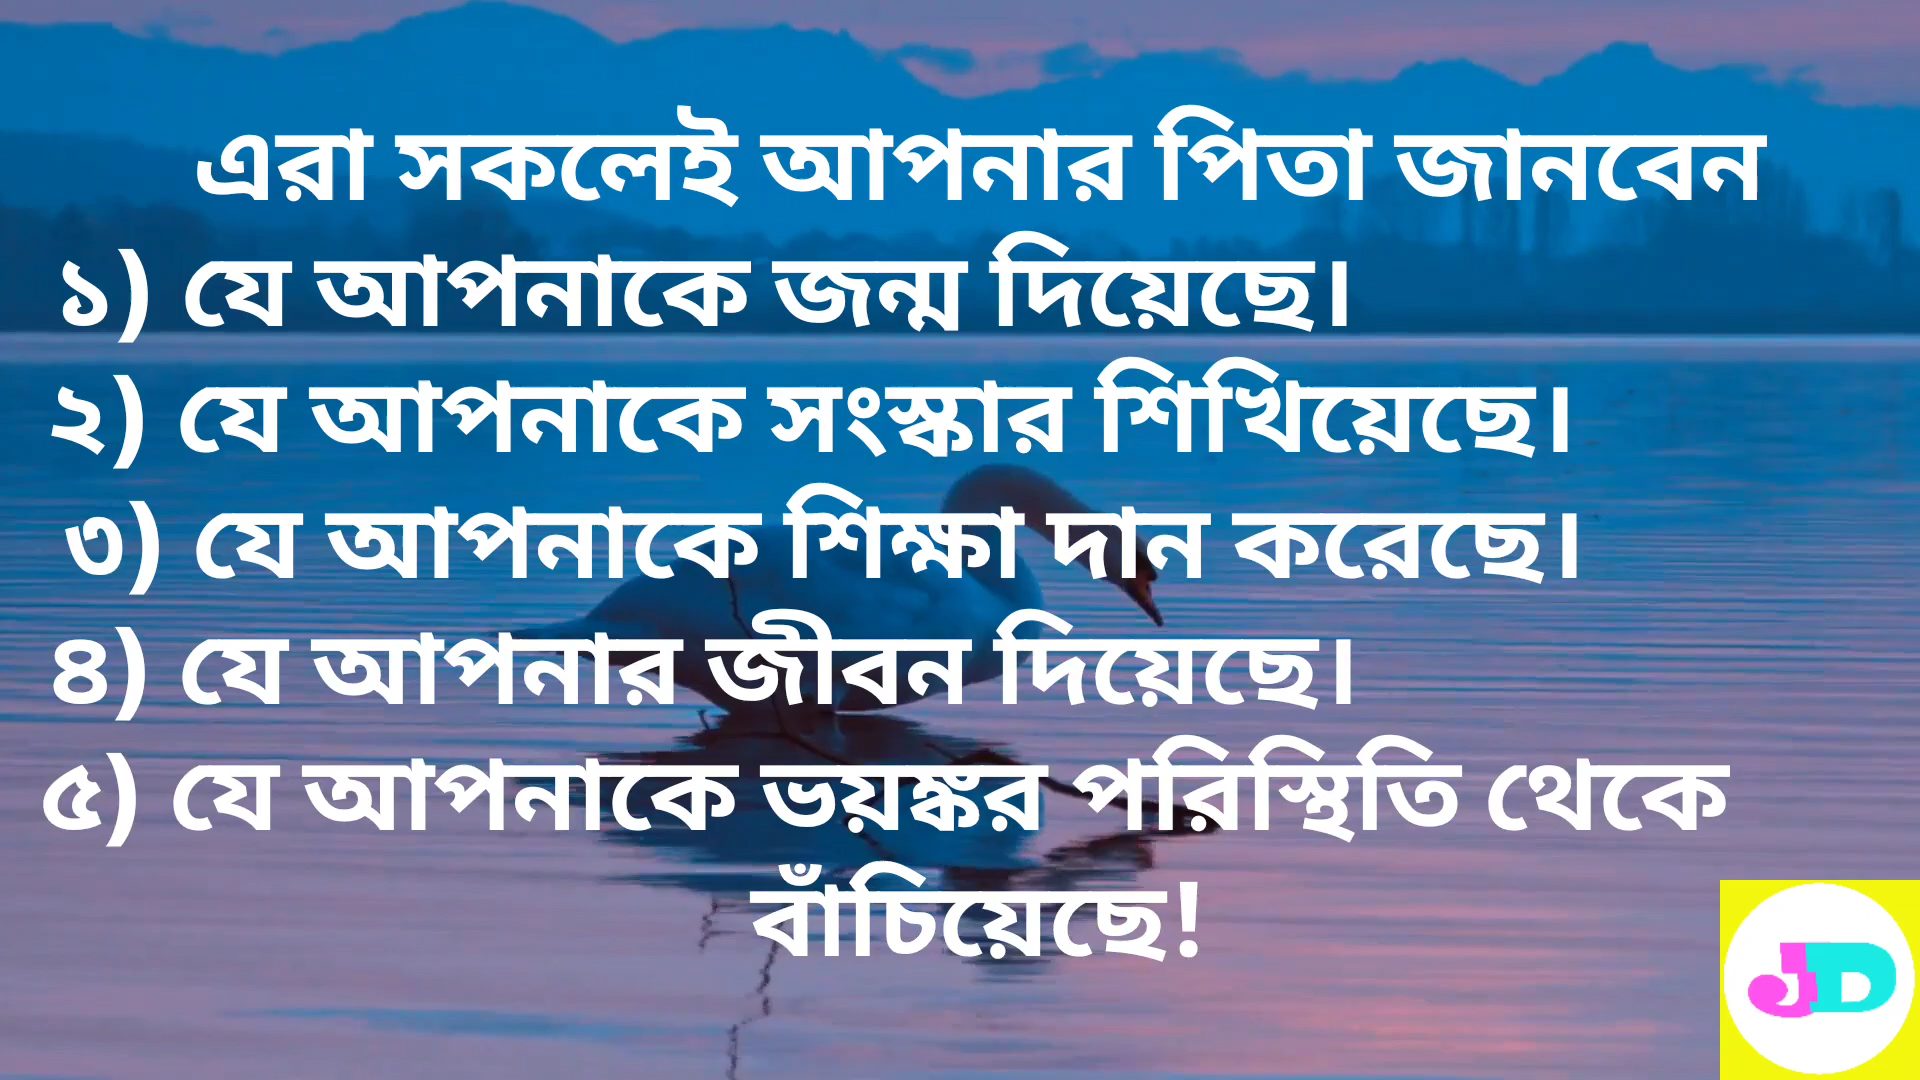 এরা সকলেই আপনার পিতা জানবেন
১) যে আপনাকে জন্ম দিয়েছে।
২) যে আপনাকে সংস্কার শিখিয়েছে।
৩) যে আপনাকে শিক্ষা দান করেছে।
৪) যে আপনার জীবন দিয়েছে।
৫) যে আপনাকে ভয়ঙ্কর পরিস্থিতি থেকে
বাঁচিয়েছে!
JD